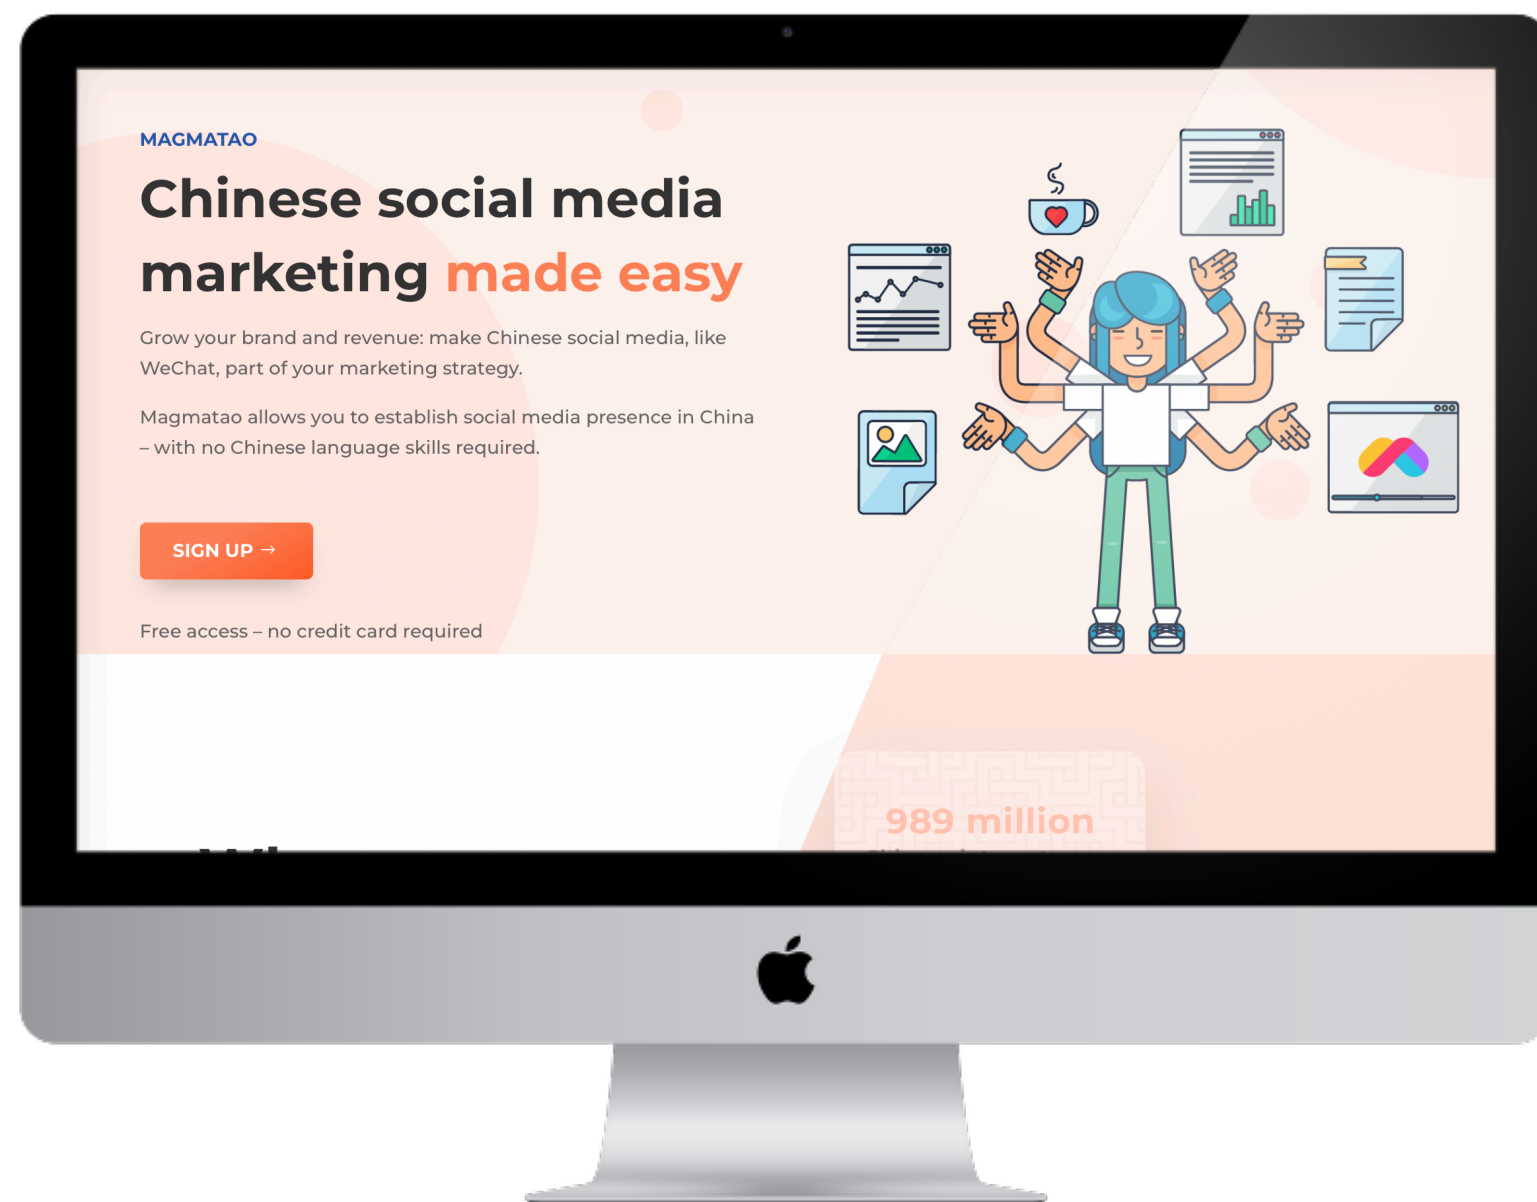 MAGMATAO
Chinese social media
marketing made easy
Grow your brand and revenue: make Chinese social media, like
WeChat, part of your marketing strategy.
Magmatao allows you to establish social media presence in China
– with no Chinese language skills required.
SIGN UP →
Free access – no credit card required
989 million